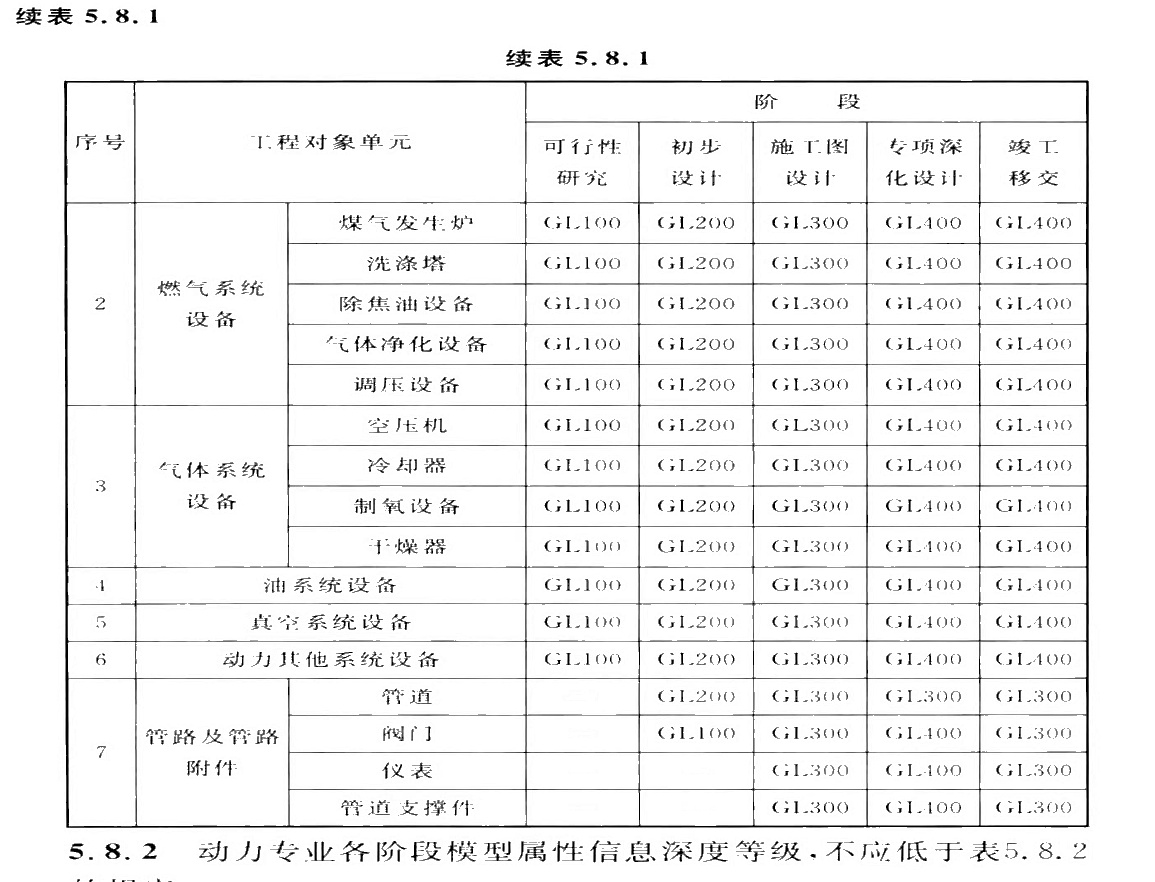 续表 5.8.1
续表 5.8.1
序号 工程对象单元 阶 段
可行性研究 初步设计 施工图设计 专项深化设计 竣工移交
2 燃气系统设备 煤气发生炉 GL100 GL200 GL300 GL400 GL400
洗涤塔 GL100 GL200 GL300 GL400 GL400
除焦油设备 GL100 GL200 GL300 GL400 GL400
气体净化设备 GL100 GL200 GL300 GL400 GL400
调压设备 GL100 GL200 GL300 GL400 GL400
3 气体系统设备 空压机 GL100 GL200 GL300 GL400 GL400
冷却器 GL100 GL200 GL300 GL400 GL400
制氧设备 GL100 GL200 GL300 GL400 GL400
干燥器 GL100 GL200 GL300 GL400 GL400
4 油系统设备 GL100 GL200 GL300 GL400 GL400
5 真空系统设备 GL100 GL200 GL300 GL400 GL400
6 动力其他系统设备 GL100 GL200 GL300 GL400 GL400
7 管路及管路附件 管道 GL200 GL300 GL300 GL300
阀门 GL100 GL300 GL400 GL300
仪表 GL300 GL400 GL300
管道支撑件 GL300 GL400 GL300
5.8.2 动力专业各阶段模型属性信息深度等级,不应低于表5.8.2